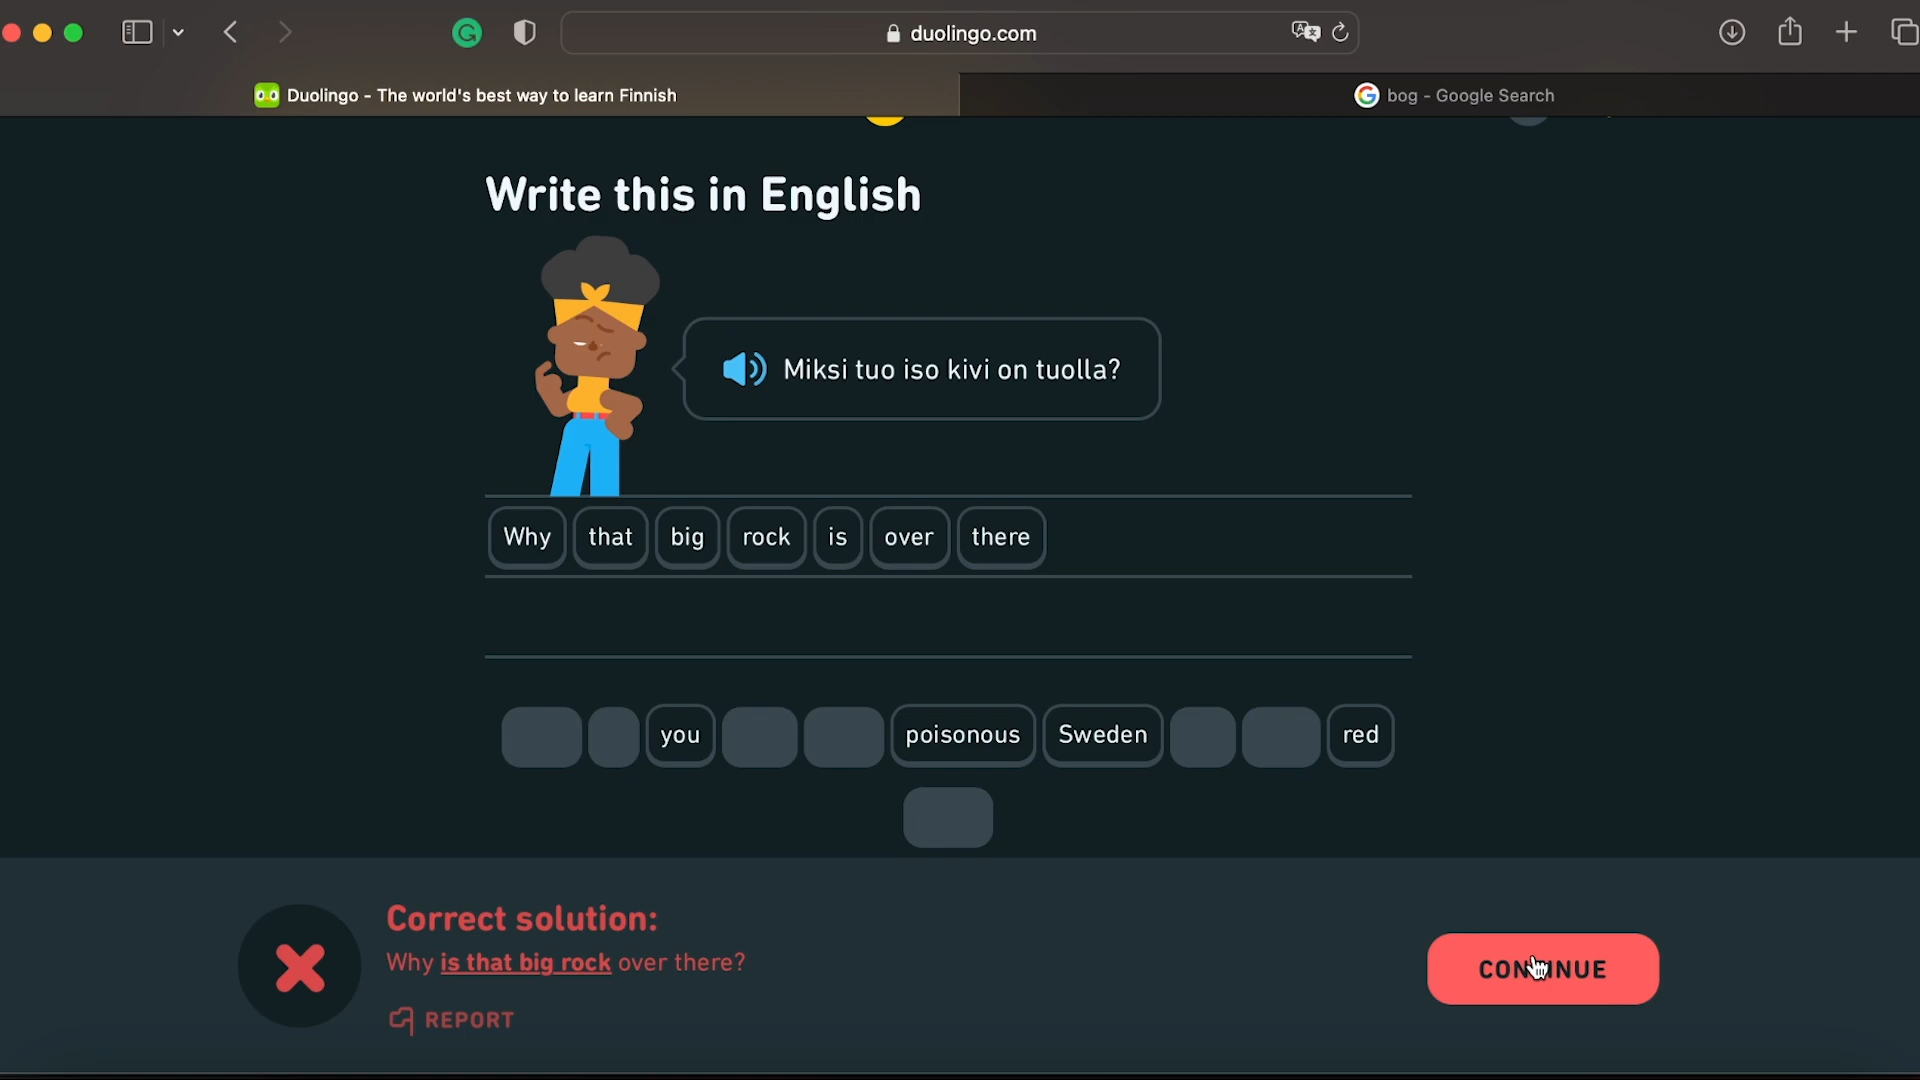 duolingo.com
Duolingo - The world's best way to learn Finnish
bog - Google Search
Write this in English
Miksi tuo iso kivi on tuolla?
Why that big rock is over there
you poisonous Sweden red
Correct solution:
Why is that big rock over there?
REPORT
CONTINUE